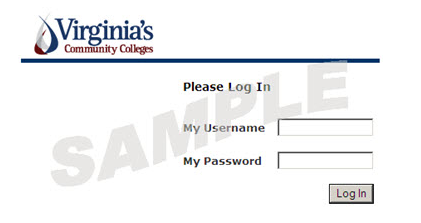 Virginia's
Community Colleges
Please Log In
SAMPLE
My Username
My Password
Log In